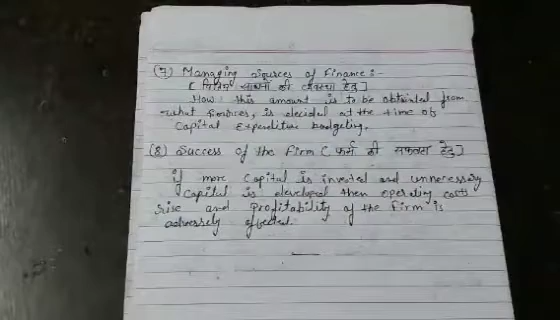 (7) Managing Sources of Finance :-
[ वित्तिय साधनों की व्यवस्था हेतु ]
How this amount is to be obtained from
what sources, is decided at the time of
Capital Expenditure budgeting.
(8) Success of the Firm ( फर्म की सफलता हेतु ]
if more Capital is invested and unnecessary
Capital is developed then operating costs
rise and Profitability of the Firm is
adversely effected.